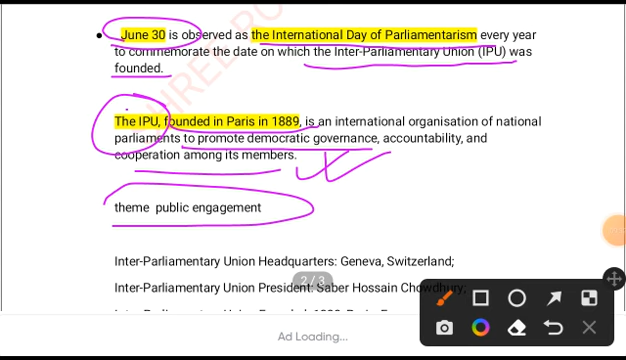 June 30 is observed as the International Day of Parliamentarism every year
to commemorate the date on which the Inter-Parliamentary Union (IPU) was
founded.
The IPU, founded in Paris in 1889, is an international organisation of national
parliaments to promote democratic governance, accountability, and
cooperation among its members.
theme public engagement
Inter-Parliamentary Union Headquarters: Geneva, Switzerland;
2 / 3
Inter-Parliamentary Union President: Saber Hossain Chowdhury;
Ad Loading...